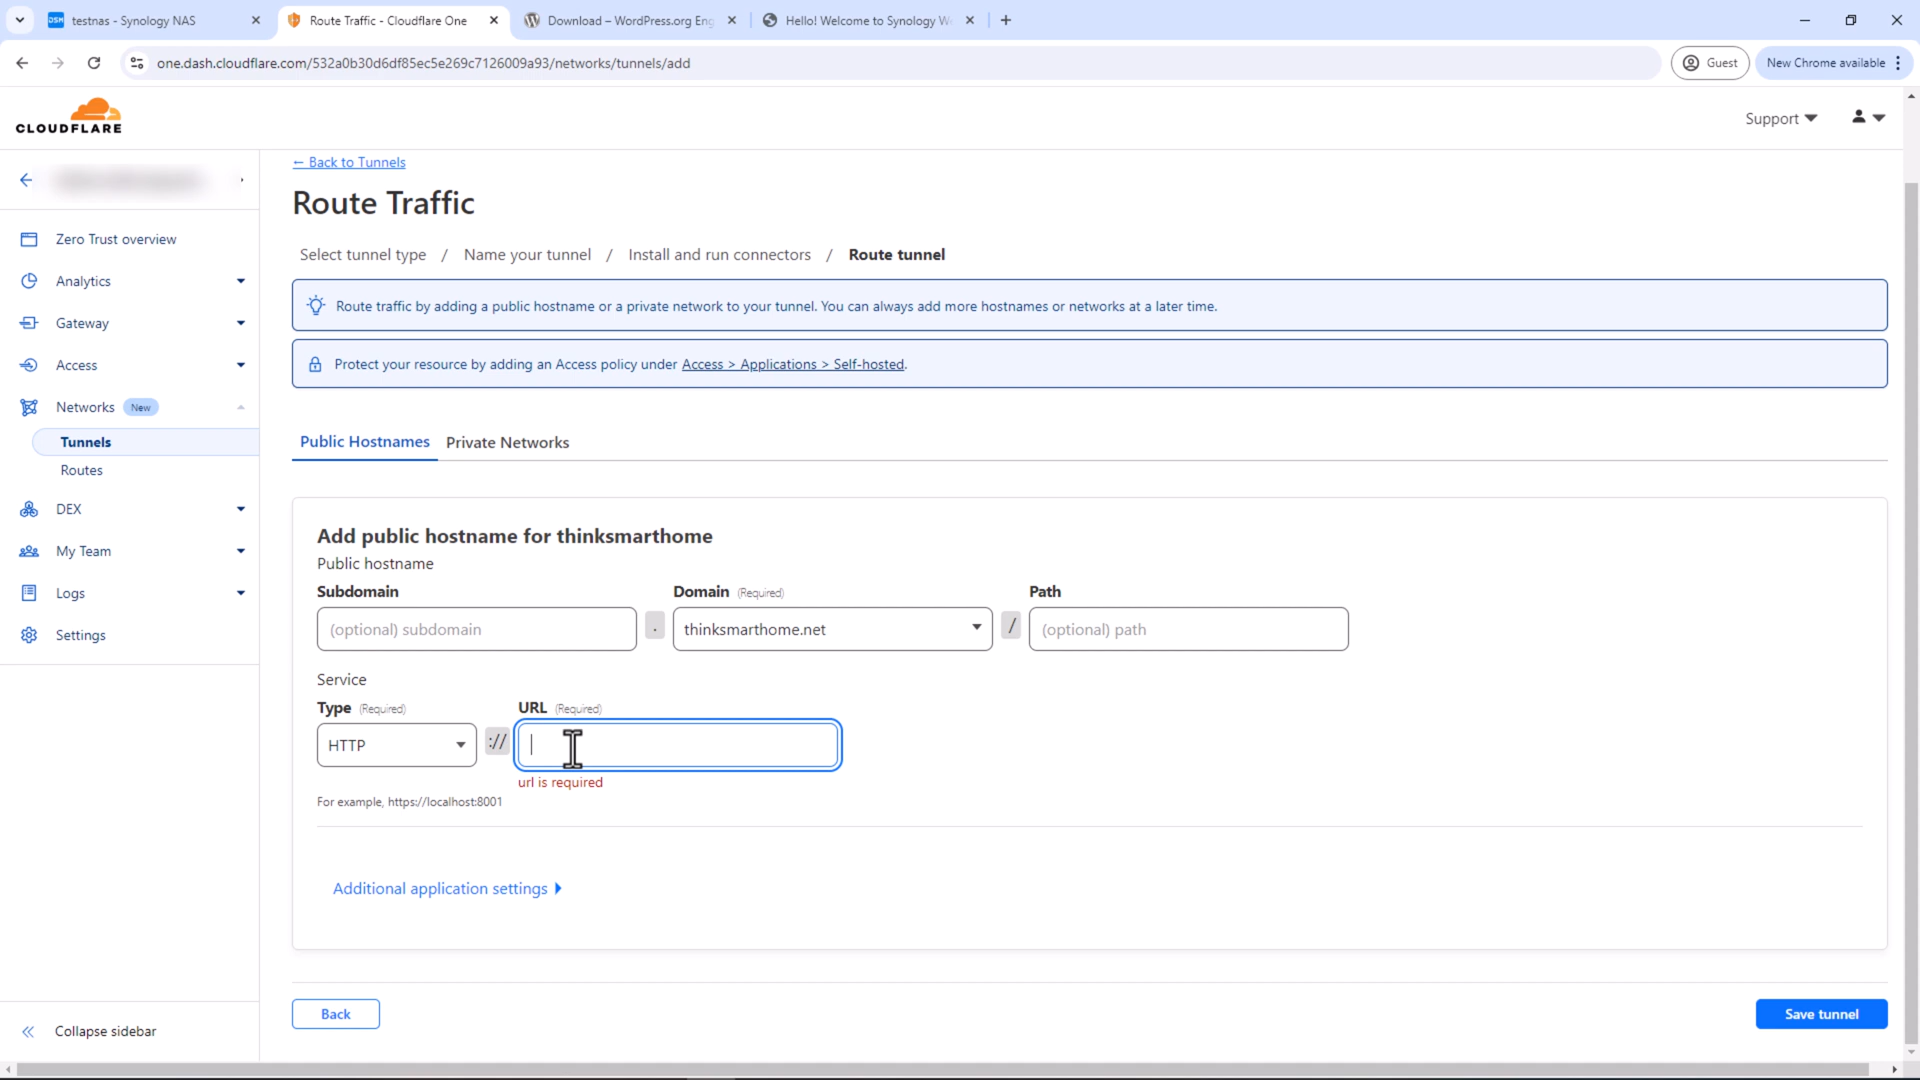 testnas - Synology NAS
Route Traffic - Cloudflare One
Download – WordPress.org Eng
Hello! Welcome to Synology W
one.dash.cloudflare.com/532a0b30d6df85ec5e269c7126009a93/networks/tunnels/add
Guest
New Chrome available
CLOUDFLARE
Support
Zero Trust overview
Analytics
Gateway
Access
Networks New
Tunnels
Routes
DEX
My Team
Logs
Settings
Collapse sidebar
← Back to Tunnels
Route Traffic
Select tunnel type / Name your tunnel / Install and run connectors / Route tunnel
Route traffic by adding a public hostname or a private network to your tunnel. You can always add more hostnames or networks at a later time.
Protect your resource by adding an Access policy under Access > Applications > Self-hosted.
Public Hostnames Private Networks
Add public hostname for thinksmarthome
Public hostname
Subdomain Domain (Required) Path
(optional) subdomain . thinksmarthome.net / (optional) path
Service
Type (Required) URL (Required)
HTTP ://
url is required
For example, https://localhost:8001
Additional application settings
Back
Save tunnel